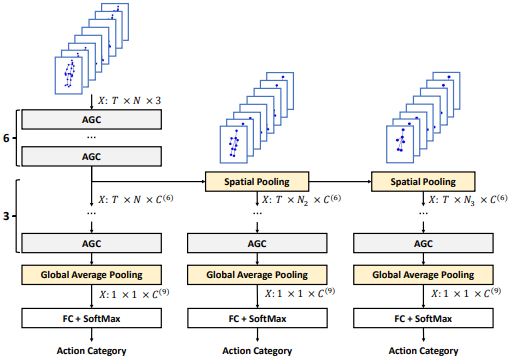 X: T × N × 3
AGC
6
...
AGC
Spatial Pooling
Spatial Pooling
X: T × N × C⁽⁶⁾
X: T × N₂ × C⁽⁶⁾
X: T × N₃ × C⁽⁶⁾
3
...
...
...
AGC
AGC
AGC
Global Average Pooling
Global Average Pooling
Global Average Pooling
X: 1 × 1 × C⁽⁹⁾
X: 1 × 1 × C⁽⁹⁾
X: 1 × 1 × C⁽⁹⁾
FC + SoftMax
FC + SoftMax
FC + SoftMax
Action Category
Action Category
Action Category